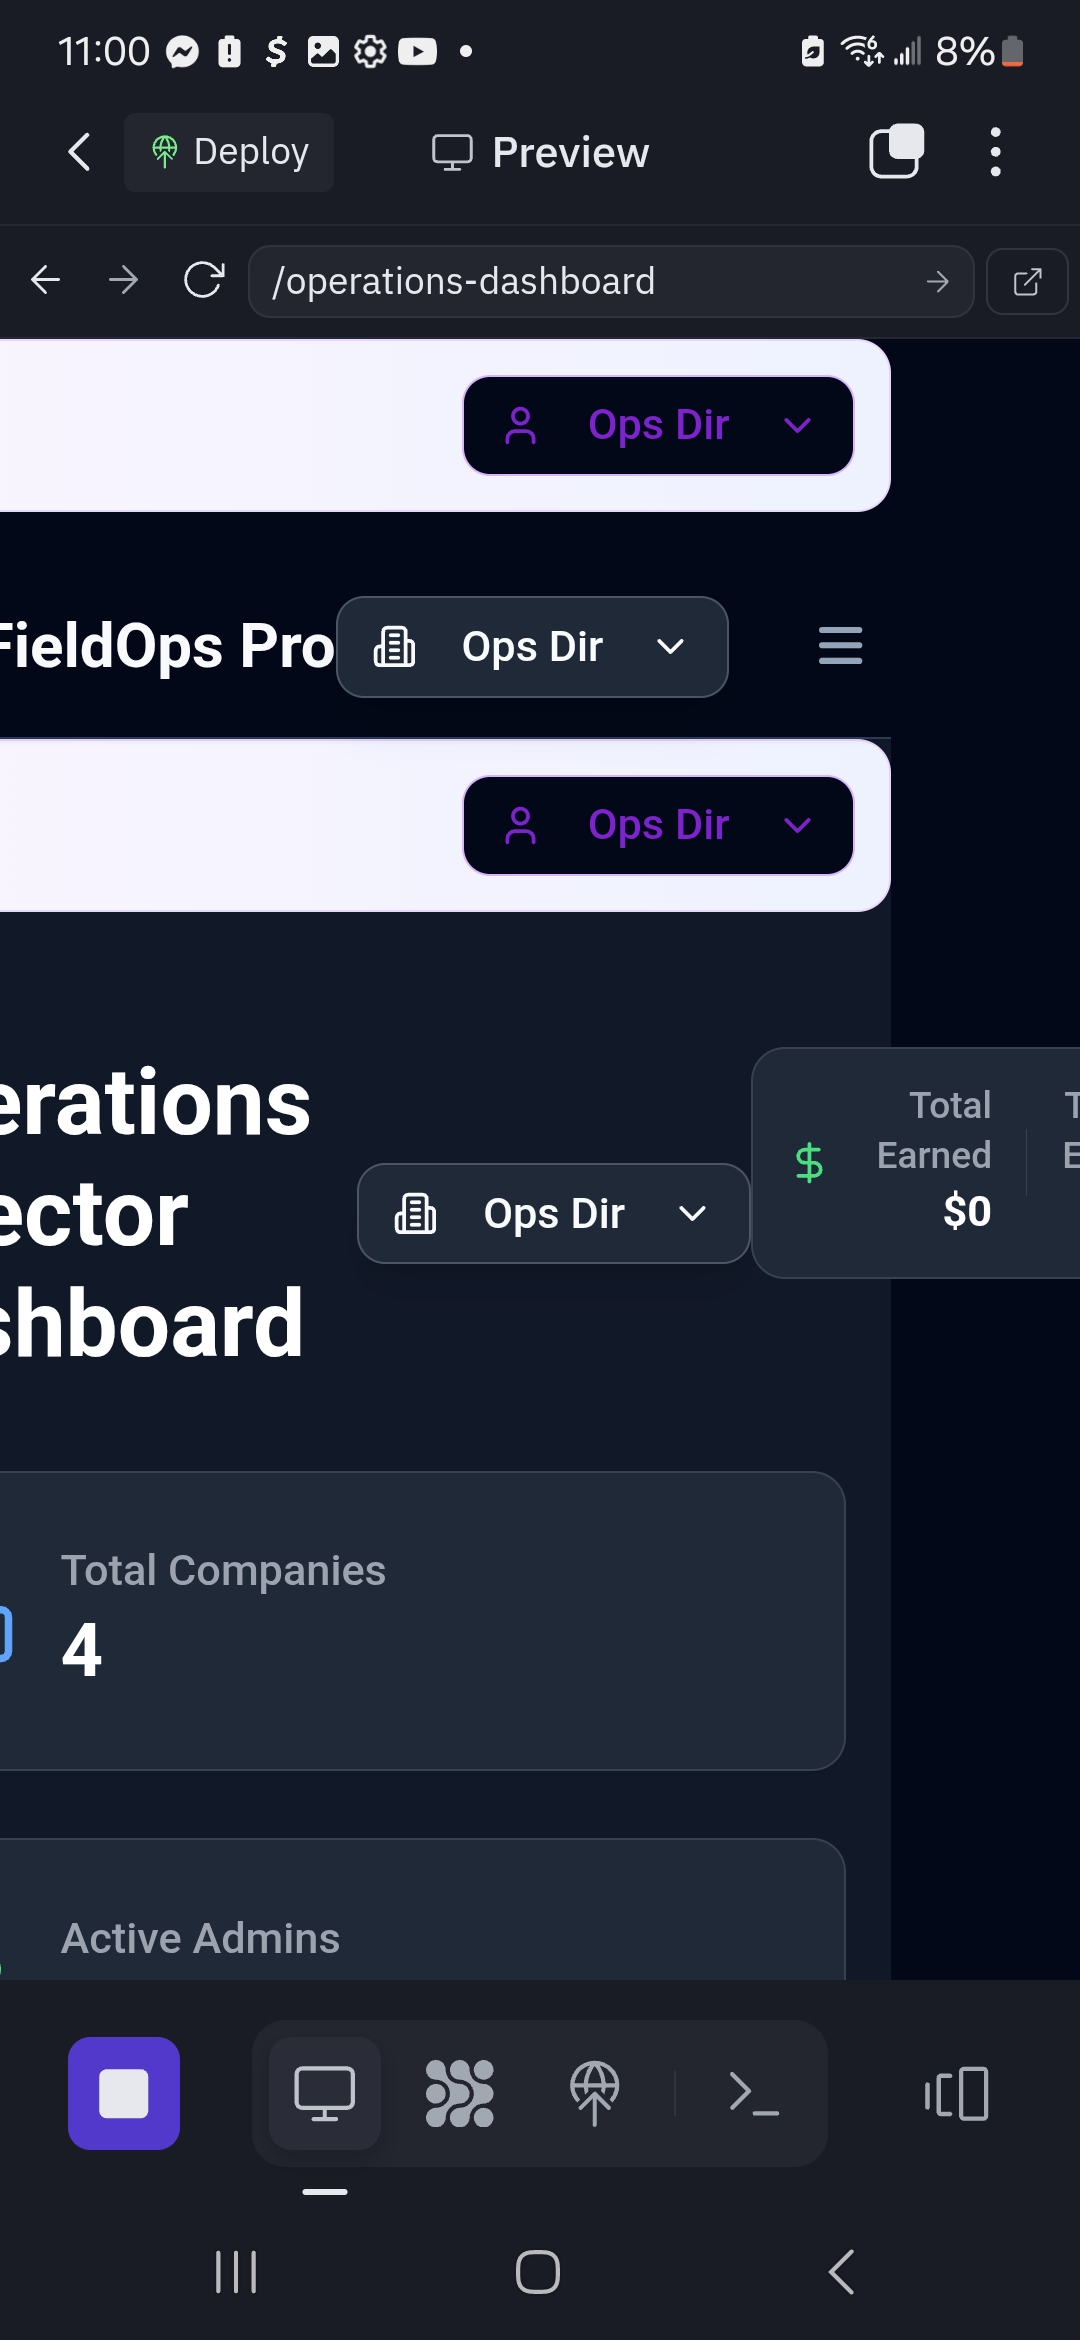 11:00
8%
Deploy
Preview
/operations-dashboard
Ops Dir
FieldOps Pro
Ops Dir
Ops Dir
erations
ector
shboard
Ops Dir
Total
Earned
$0
T
E
Total Companies
4
Active Admins